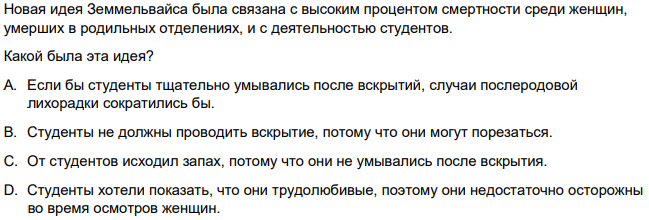 Новая идея Земмельвайса была связана с высоким процентом смертности среди женщин,
умерших в родильных отделениях, и с деятельностью студентов.
Какой была эта идея?
A. Если бы студенты тщательно умывались после вскрытий, случаи послеродовой
лихорадки сократились бы.
B. Студенты не должны проводить вскрытие, потому что они могут порезаться.
C. От студентов исходил запах, потому что они не умывались после вскрытия.
D. Студенты хотели показать, что они трудолюбивые, поэтому они недостаточно осторожны
во время осмотров женщин.